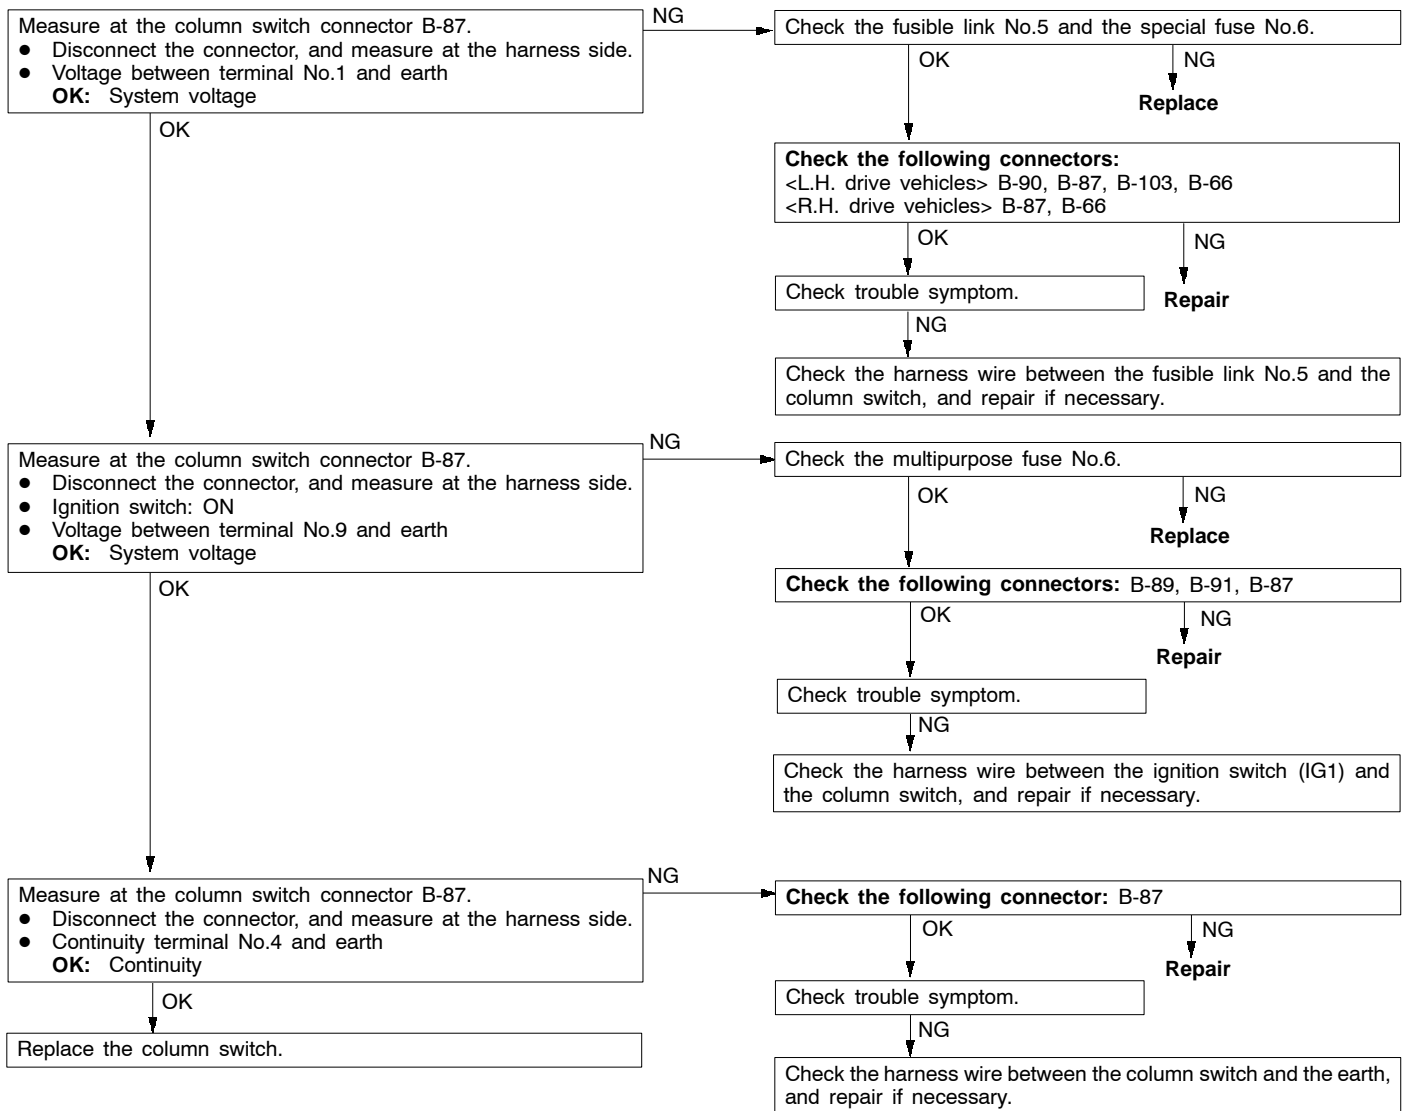 Measure at the column switch connector B-87.
● Disconnect the connector, and measure at the harness side.
● Voltage between terminal No.1 and earth
OK: System voltage
NG
Check the fusible link No.5 and the special fuse No.6.
OK
NG
Replace
OK
Check the following connectors:
<L.H. drive vehicles> B-90, B-87, B-103, B-66
<R.H. drive vehicles> B-87, B-66
OK
NG
Check trouble symptom.
Repair
NG
Check the harness wire between the fusible link No.5 and the
column switch, and repair if necessary.
Measure at the column switch connector B-87.
● Disconnect the connector, and measure at the harness side.
● Ignition switch: ON
● Voltage between terminal No.9 and earth
OK: System voltage
NG
Check the multipurpose fuse No.6.
OK
NG
Replace
OK
Check the following connectors: B-89, B-91, B-87
OK
NG
Repair
Check trouble symptom.
NG
Check the harness wire between the ignition switch (IG1) and
the column switch, and repair if necessary.
Measure at the column switch connector B-87.
● Disconnect the connector, and measure at the harness side.
● Continuity terminal No.4 and earth
OK: Continuity
NG
Check the following connector: B-87
OK
NG
Repair
OK
Check trouble symptom.
NG
Replace the column switch.
Check the harness wire between the column switch and the earth,
and repair if necessary.